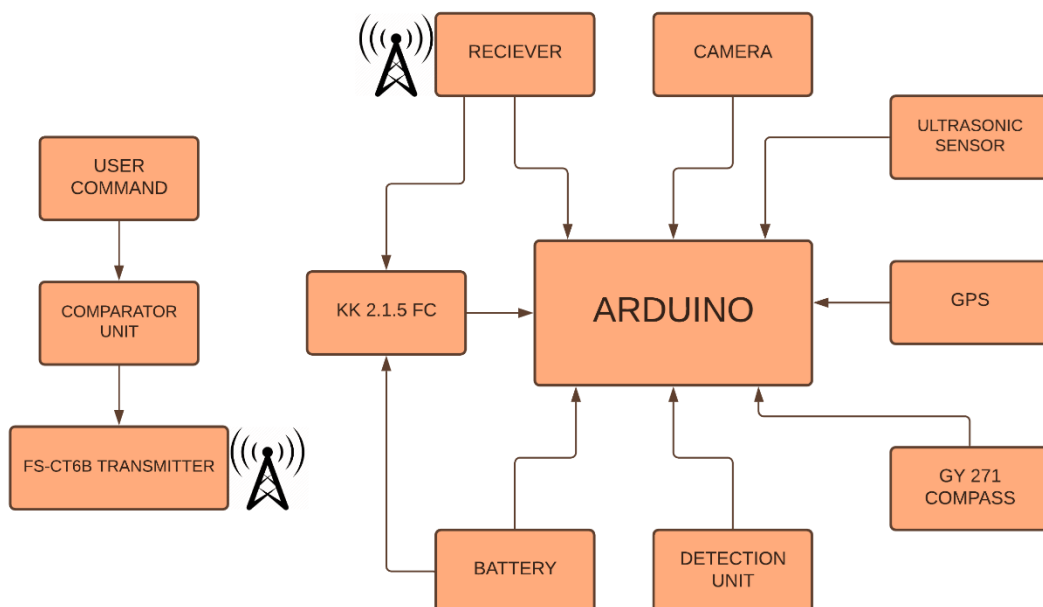 RECIEVER
CAMERA
ULTRASONIC
SENSOR
USER
COMMAND
COMPARATOR
UNIT
KK 2.1.5 FC
ARDUINO
GPS
FS-CT6B TRANSMITTER
GY 271
COMPASS
BATTERY
DETECTION
UNIT